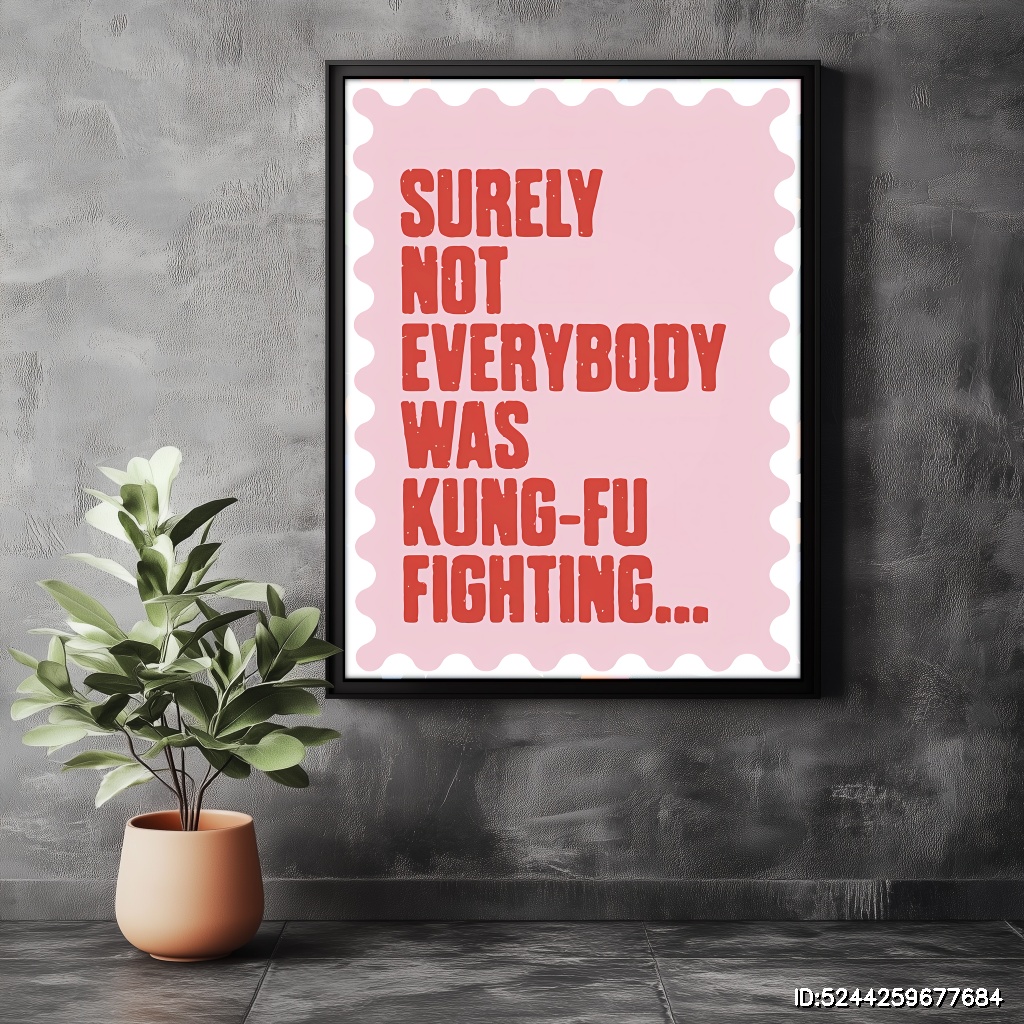 SURELY
NOT
EVERYBODY
WAS
KUNG-FU
FIGHTING...
ID:5244259677684